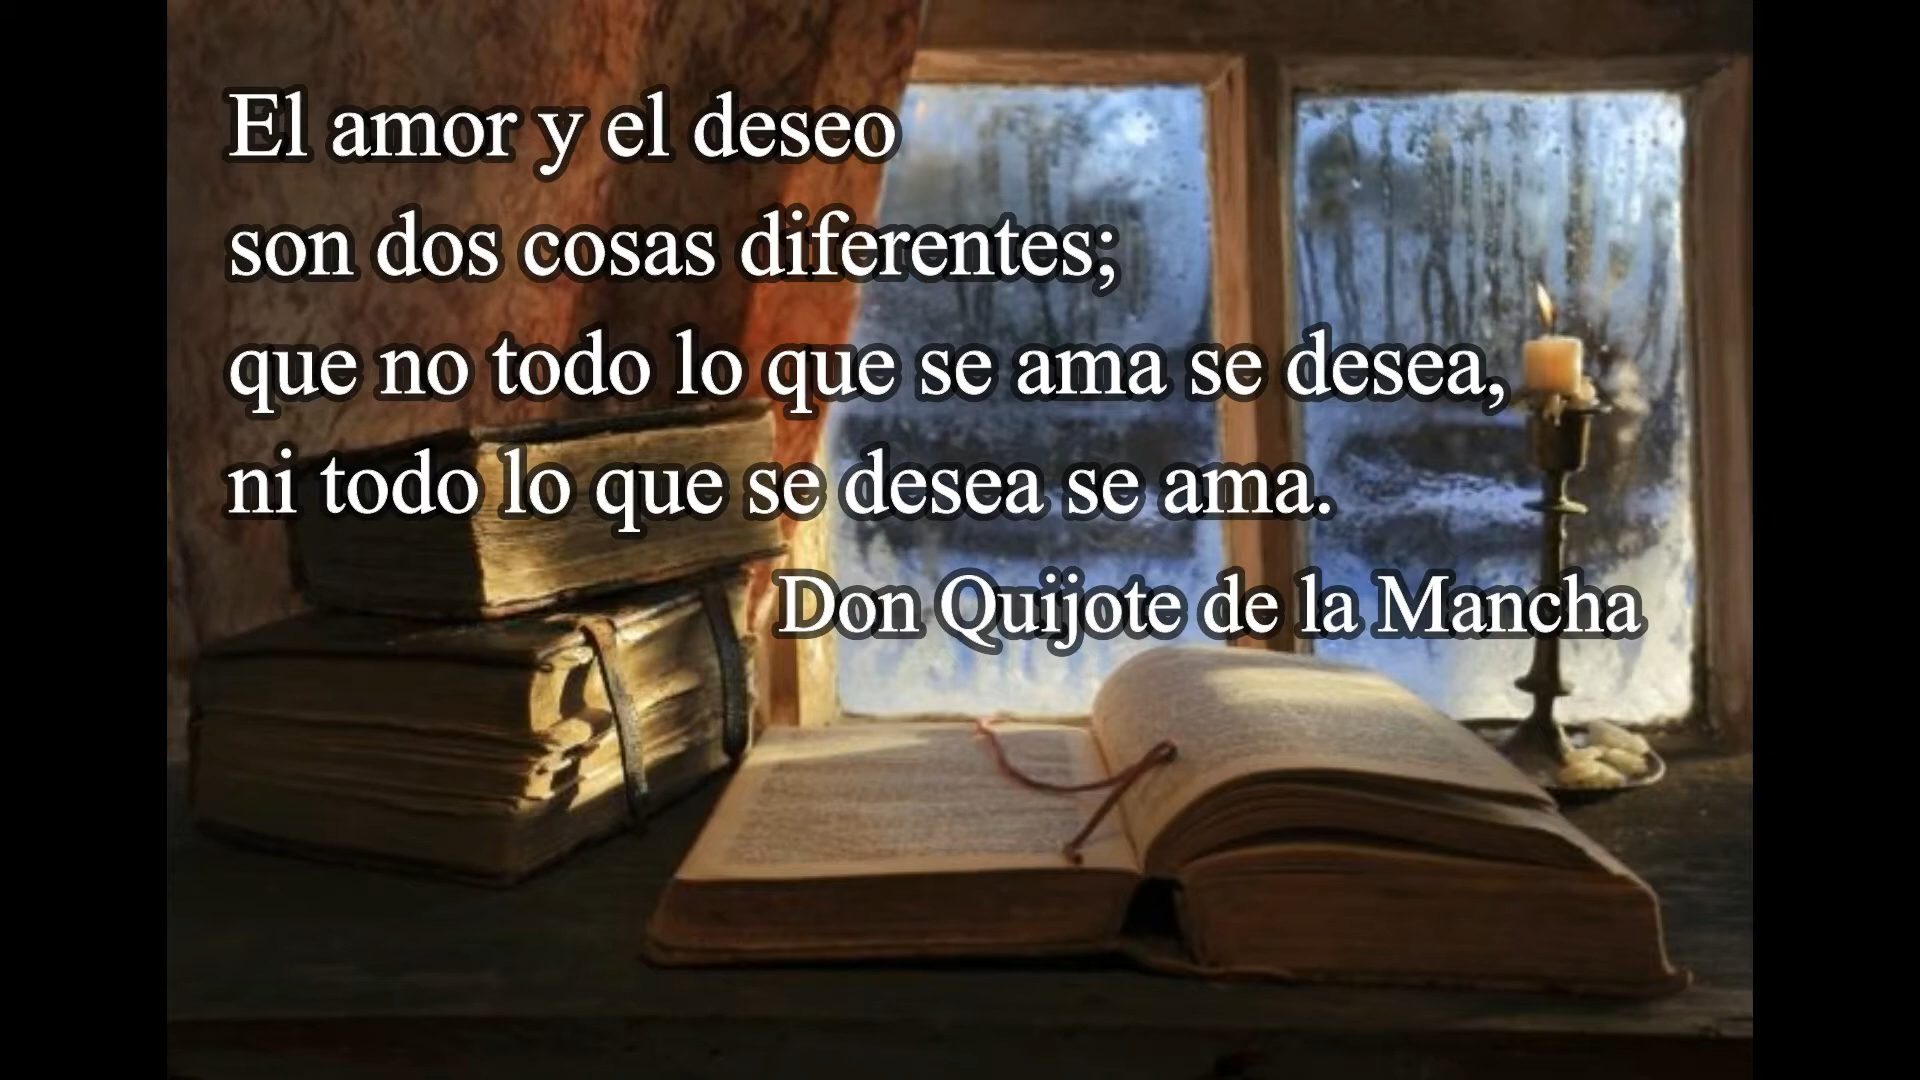 El amor y el deseo
son dos cosas diferentes;
que no todo lo que se ama se desea,
ni todo lo que se desea se ama.
Don Quijote de la Mancha